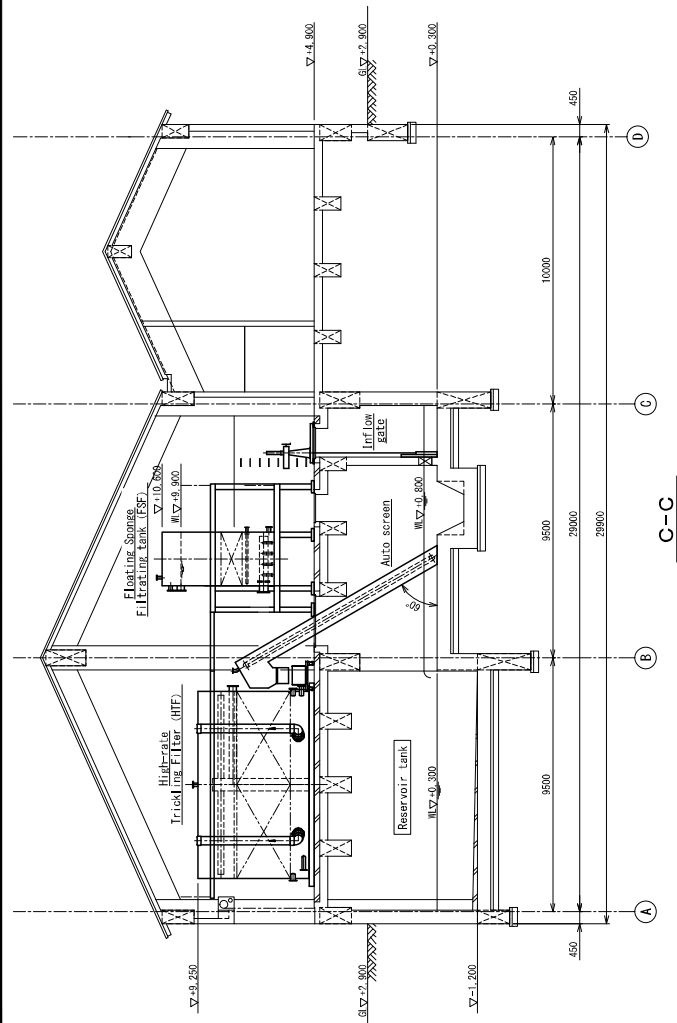 ▽+4,900
GL▽+2,900
▽+0,300
450
D
10000
C
Floating Sponge
Filtrating tank (FSF)
▽+10,600
WL▽+9,900
Inflow
gate
Auto screen
WL▽+0,800
60°
9500
29000
29900
C-C
B
High-rate
Trickling Filter (HTF)
Reservoir tank
WL▽+0,300
9500
A
▽+9,250
GL▽+2,900
▽-1,200
450